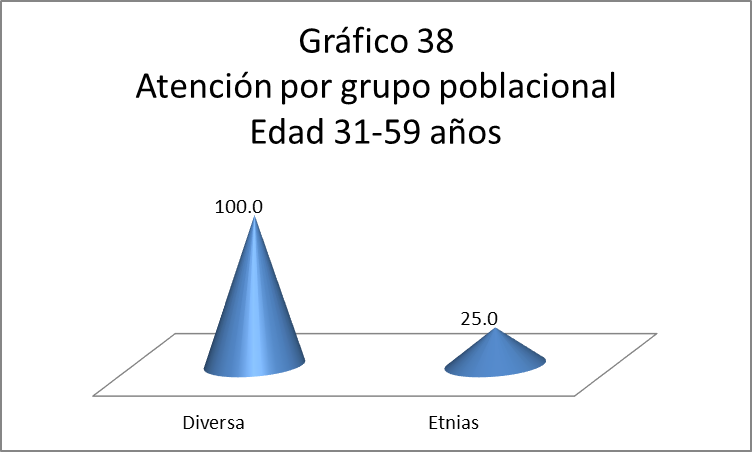 Gráfico 38
Atención por grupo poblacional
Edad 31-59 años
100.0
25.0
Diversa
Etnias